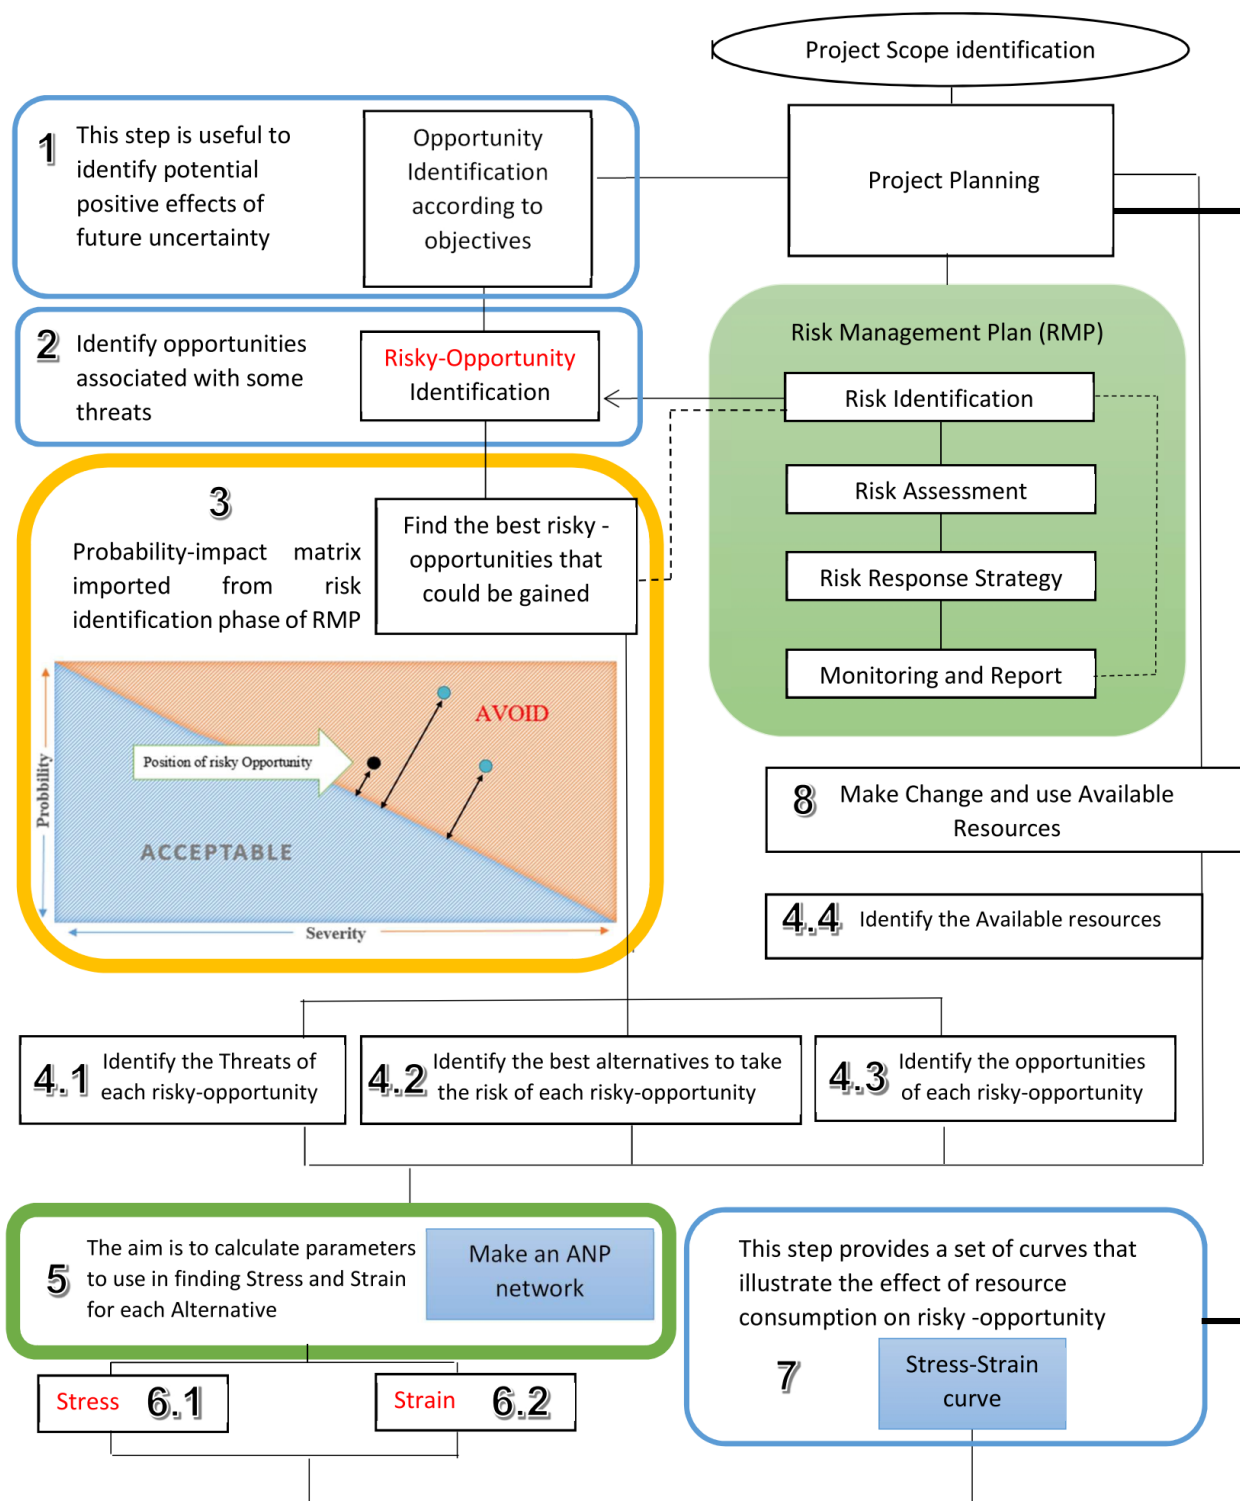 Project Scope identification
1
This step is useful to
identify potential
positive effects of
future uncertainty
Opportunity
Identification
according to
objectives
Project Planning
2
Identify opportunities
associated with some
threats
Risky-Opportunity
Identification
Risk Management Plan (RMP)
Risk Identification
Risk Assessment
Risk Response Strategy
Monitoring and Report
3
Probability-impact matrix
imported from risk
identification phase of RMP
Find the best risky -
opportunities that
could be gained
AVOID
Position of risky Opportunity
ACCEPTABLE
Probbility
Severity
8 Make Change and use Available
Resources
4.4 Identify the Available resources
4.1 Identify the Threats of
each risky-opportunity
4.2 Identify the best alternatives to take
the risk of each risky-opportunity
4.3 Identify the opportunities
of each risky-opportunity
5
The aim is to calculate parameters
to use in finding Stress and Strain
for each Alternative
Make an ANP
network
This step provides a set of curves that
illustrate the effect of resource
consumption on risky -opportunity
7
Stress-Strain
curve
Stress 6.1
Strain 6.2